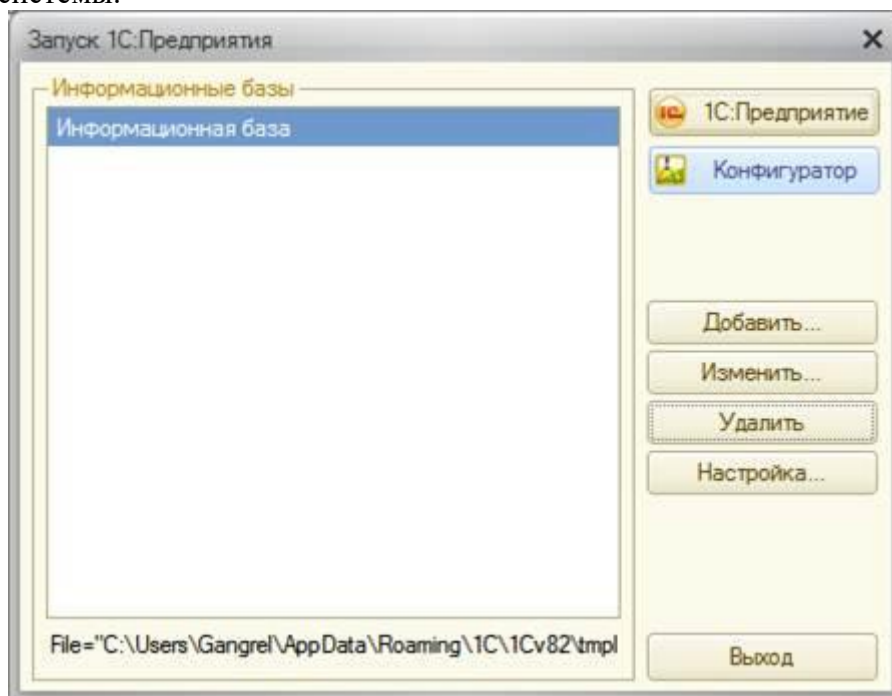 системы.
Запуск 1С:Предприятия
Информационные базы
Информационная база
1С:Предприятие
Конфигуратор
Добавить...
Изменить...
Удалить
Настройка...
File="C:\Users\Gangrel\AppData\Roaming\1C\1Cv82\tmpl
Выход